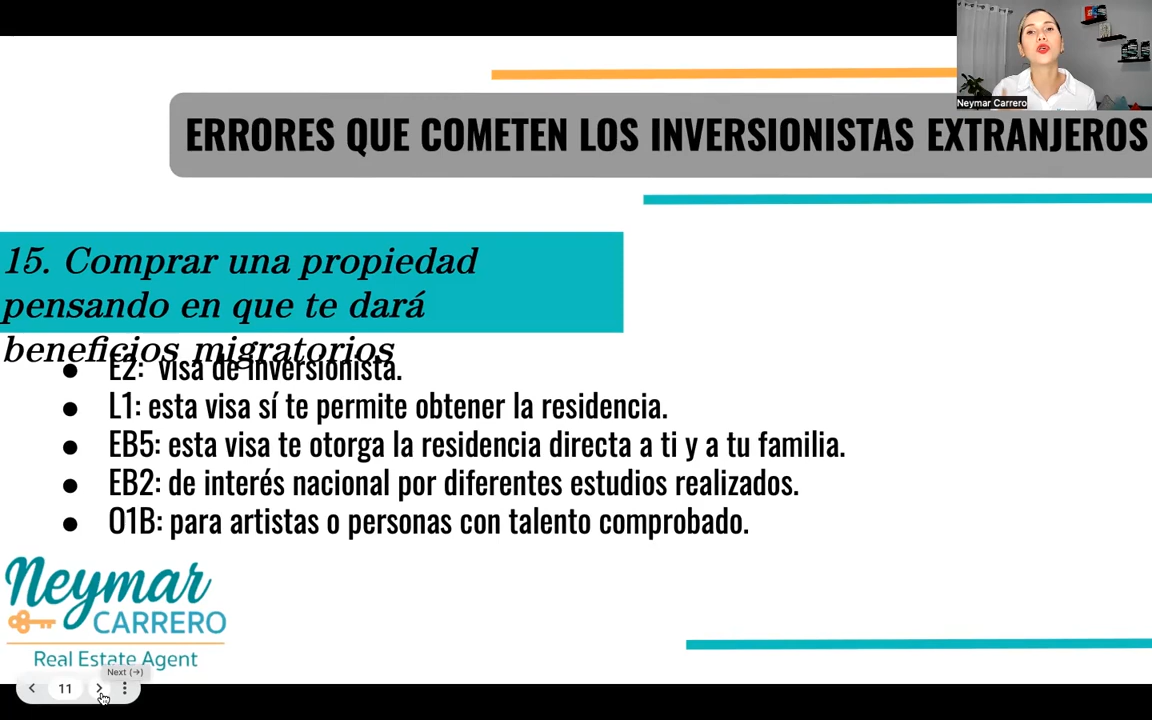 Neymar Carrero
ERRORES QUE COMETEN LOS INVERSIONISTAS EXTRANJEROS
15. Comprar una propiedad
pensando en que te dará
beneficios migratorios
● E2: visa de inversionista.
● L1: esta visa sí te permite obtener la residencia.
● EB5: esta visa te otorga la residencia directa a ti y a tu familia.
● EB2: de interés nacional por diferentes estudios realizados.
● O1B: para artistas o personas con talento comprobado.
Neymar
CARRERO
Real Estate Agent
Next (→)
11